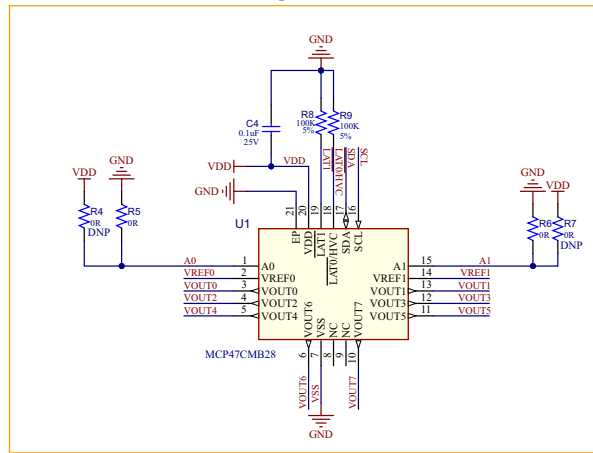 GND
C4
0.1uF
25V
R8
100K
5%
R9
100K
5%
VDD
VDD
LAT1
LAT0/HVC
SDA
SCL
GND
VDD
GND
R4
0R
DNP
R5
0R
GND
VDD
R6
0R
R7
0R
DNP
21
20
19
18
17
16
U1
EP
VDD
LAT1
LAT0/HVC
SDA
SCL
A0 1 A0
VREF0 2 VREF0
VOUT0 3 VOUT0
VOUT2 4 VOUT2
VOUT4 5 VOUT4
A1 15 A1
VREF1 14 VREF1
VOUT1 13 VOUT1
VOUT3 12 VOUT3
VOUT5 11 VOUT5
VOUT6
VSS
NC
NC
VOUT7
MCP47CMB28
6
7
8
9
10
VOUT6
VSS
VOUT7
GND